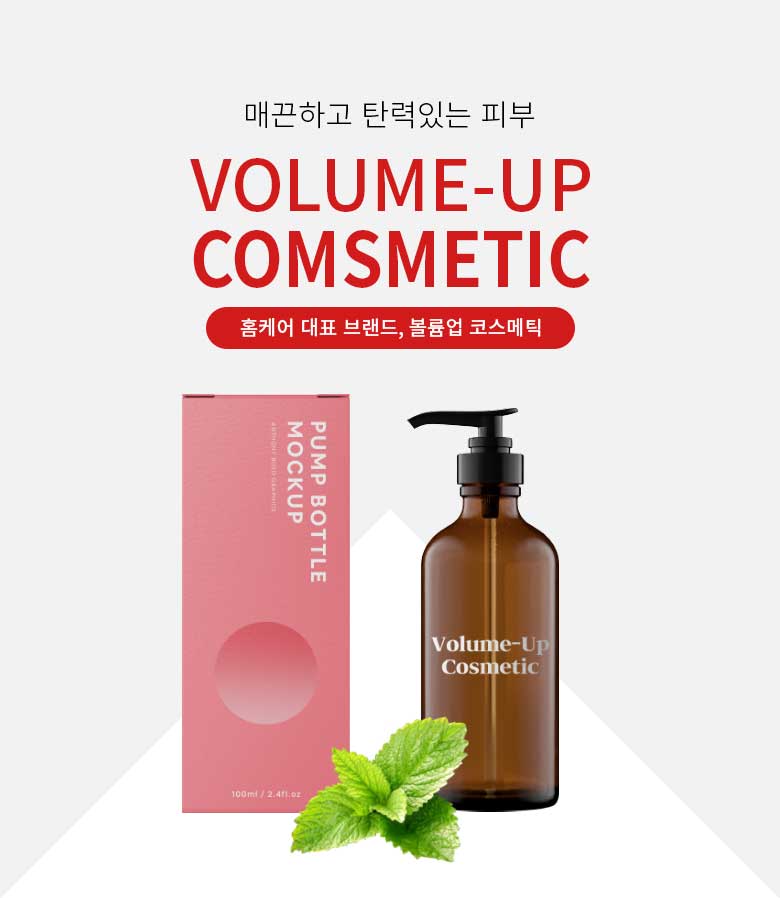 매끈하고 탄력있는 피부
VOLUME-UP
COMSMETIC
홈케어 대표 브랜드, 볼륨업 코스메틱
PUMP BOTTLE
MOCKUP
100ml / 2.4fl.oz
Volume-Up
Cosmetic